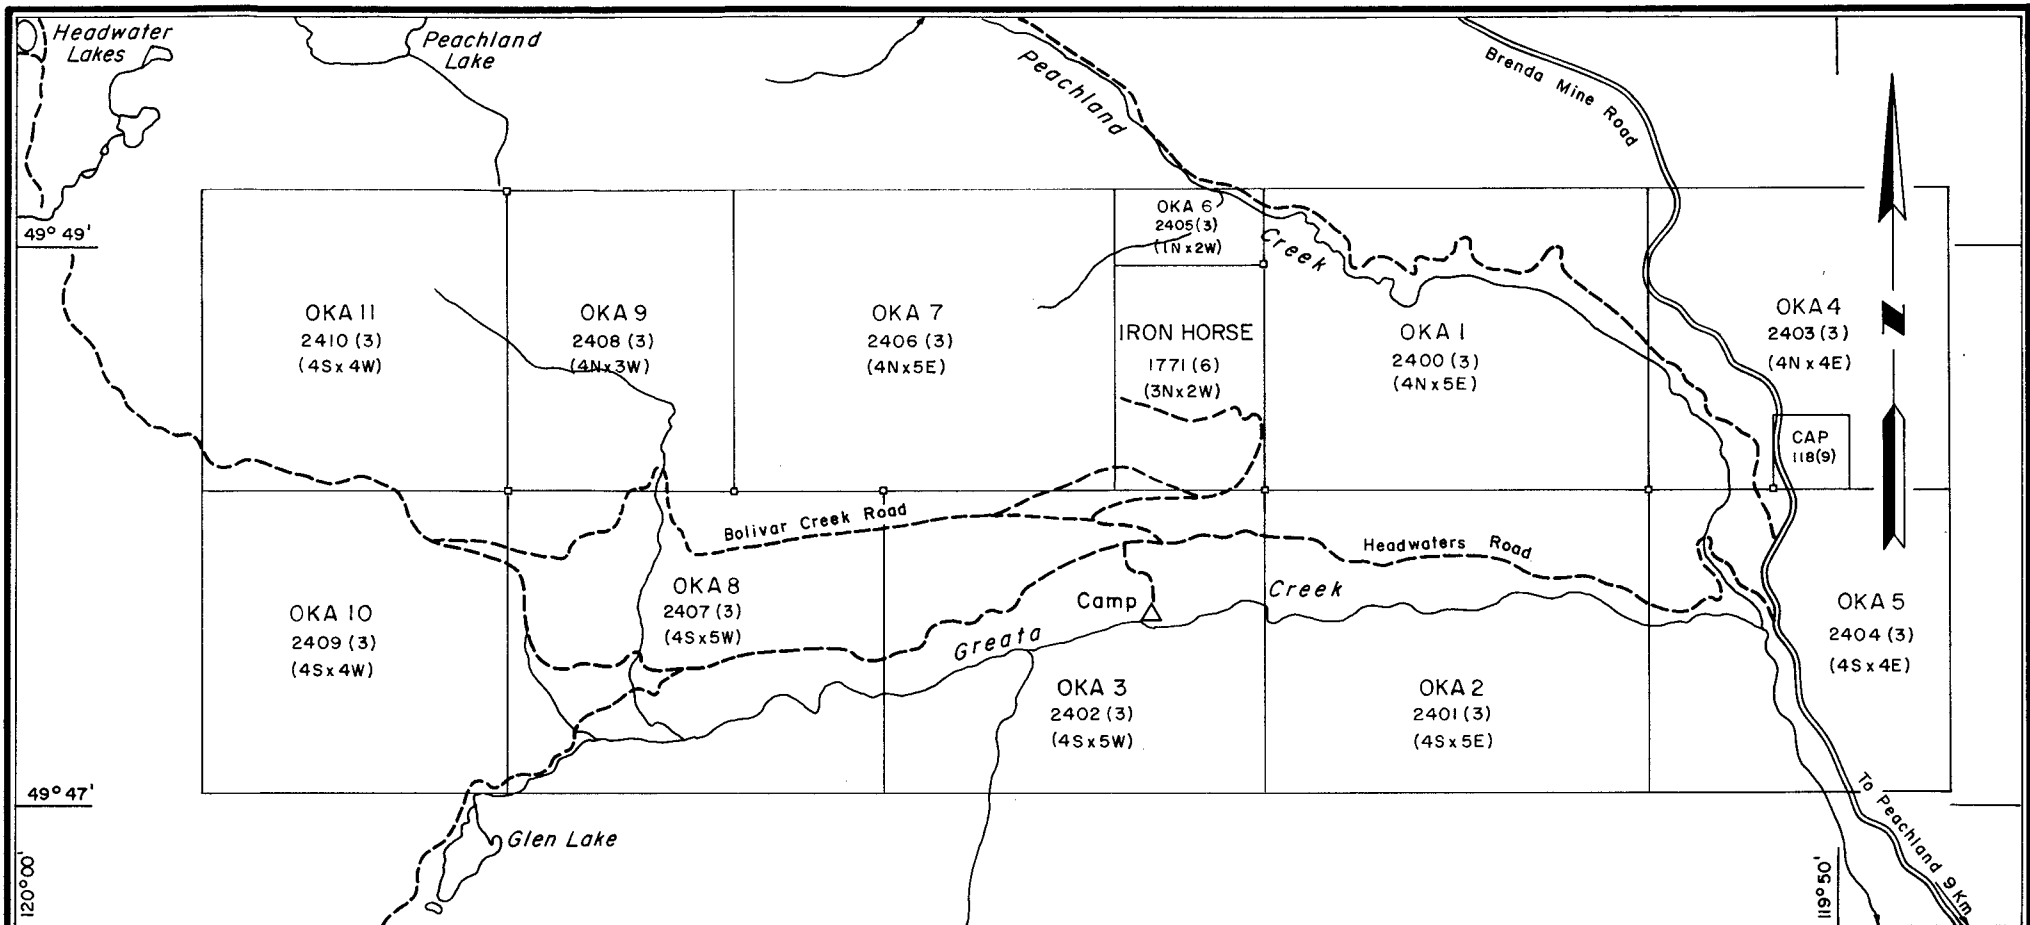 Headwater
Lakes
Peachland
Lake
Peachland
Creek
Brenda Mine Road
49° 49'
OKA 6
2405(3)
(1N x 2W)
OKA 11
2410 (3)
(4S x 4W)
OKA 9
2408 (3)
(4N x 3W)
OKA 7
2406 (3)
(4N x 5E)
IRON HORSE
1771 (6)
(3N x 2W)
OKA 1
2400 (3)
(4N x 5E)
OKA 4
2403 (3)
(4N x 4E)
N
CAP
118(9)
Bolivar Creek Road
Headwaters Road
OKA 10
2409 (3)
(4S x 4W)
OKA 8
2407 (3)
(4S x 5W)
Camp
Greata
Creek
OKA 5
2404 (3)
(4S x 4E)
OKA 3
2402 (3)
(4S x 5W)
OKA 2
2401 (3)
(4S x 5E)
49° 47'
Glen Lake
To Peachland 9 Km
120° 00'
119° 50'